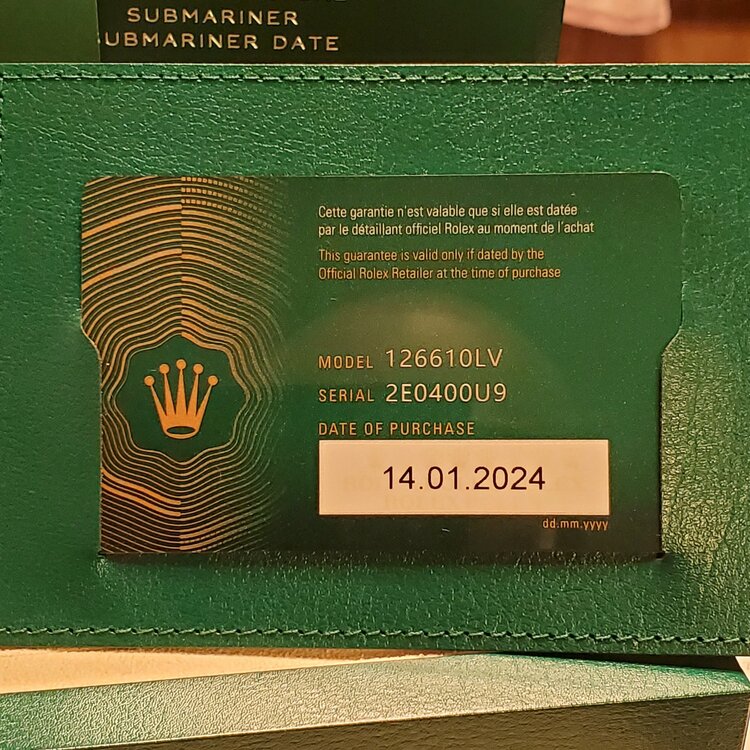 SUBMARINER
SUBMARINER DATE
Cette garantie n'est valable que si elle est datée
par le détaillant officiel Rolex au moment de l'achat
This guarantee is valid only if dated by the
Official Rolex Retailer at the time of purchase
MODEL 126610LV
SERIAL 2E0400U9
DATE OF PURCHASE
14.01.2024
dd.mm.yyyy